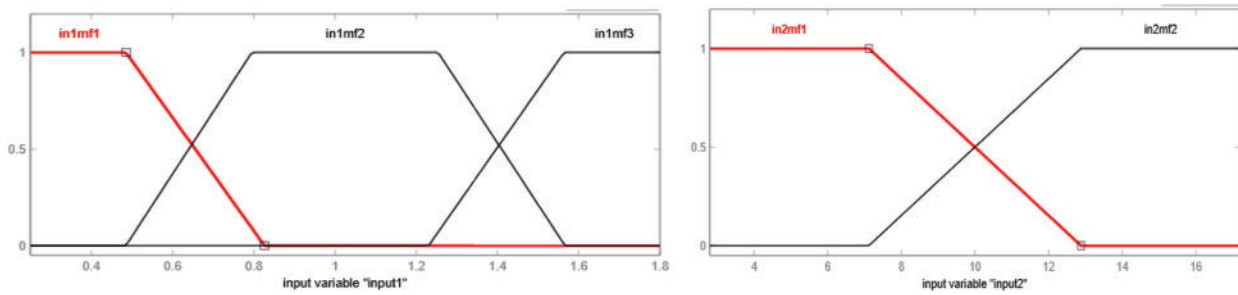 in1mf1 in1mf2 in1mf3
1
0.5
0
0.4 0.6 0.8 1 1.2 1.4 1.6 1.8
input variable "input1"
in2mf1 in2mf2
1
0.5
0
4 6 8 10 12 14 16
input variable "input2"